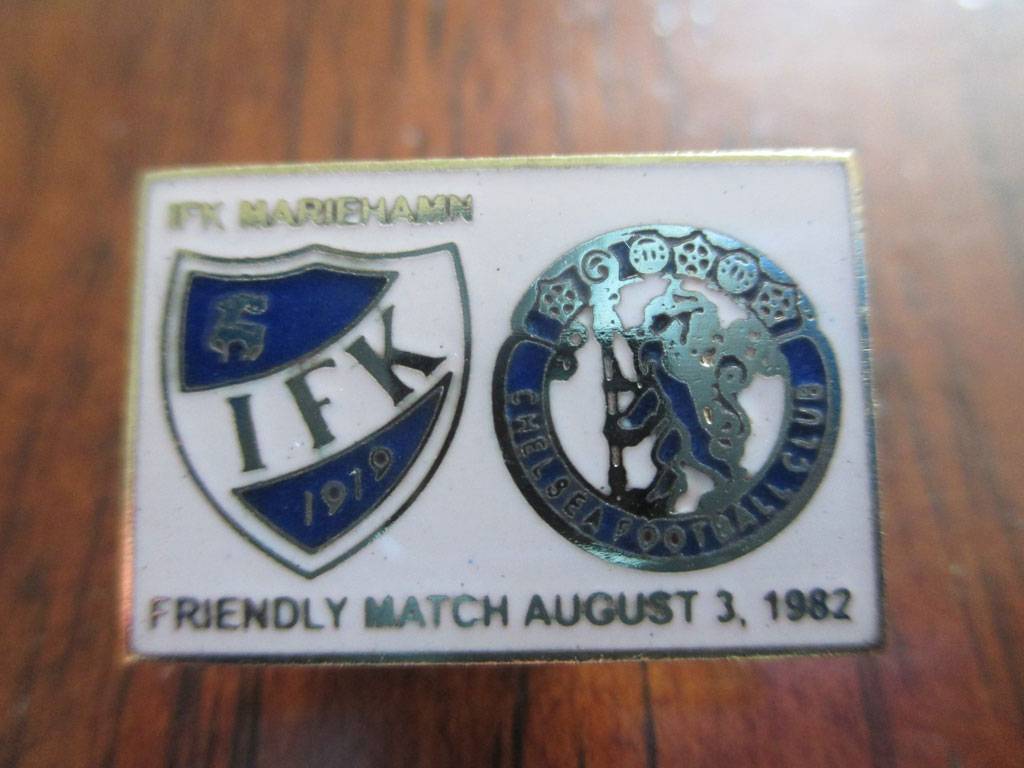 IFK MARIEHAMN
IFK
1919
CHELSEA FOOTBALL CLUB
FRIENDLY MATCH AUGUST 3, 1982